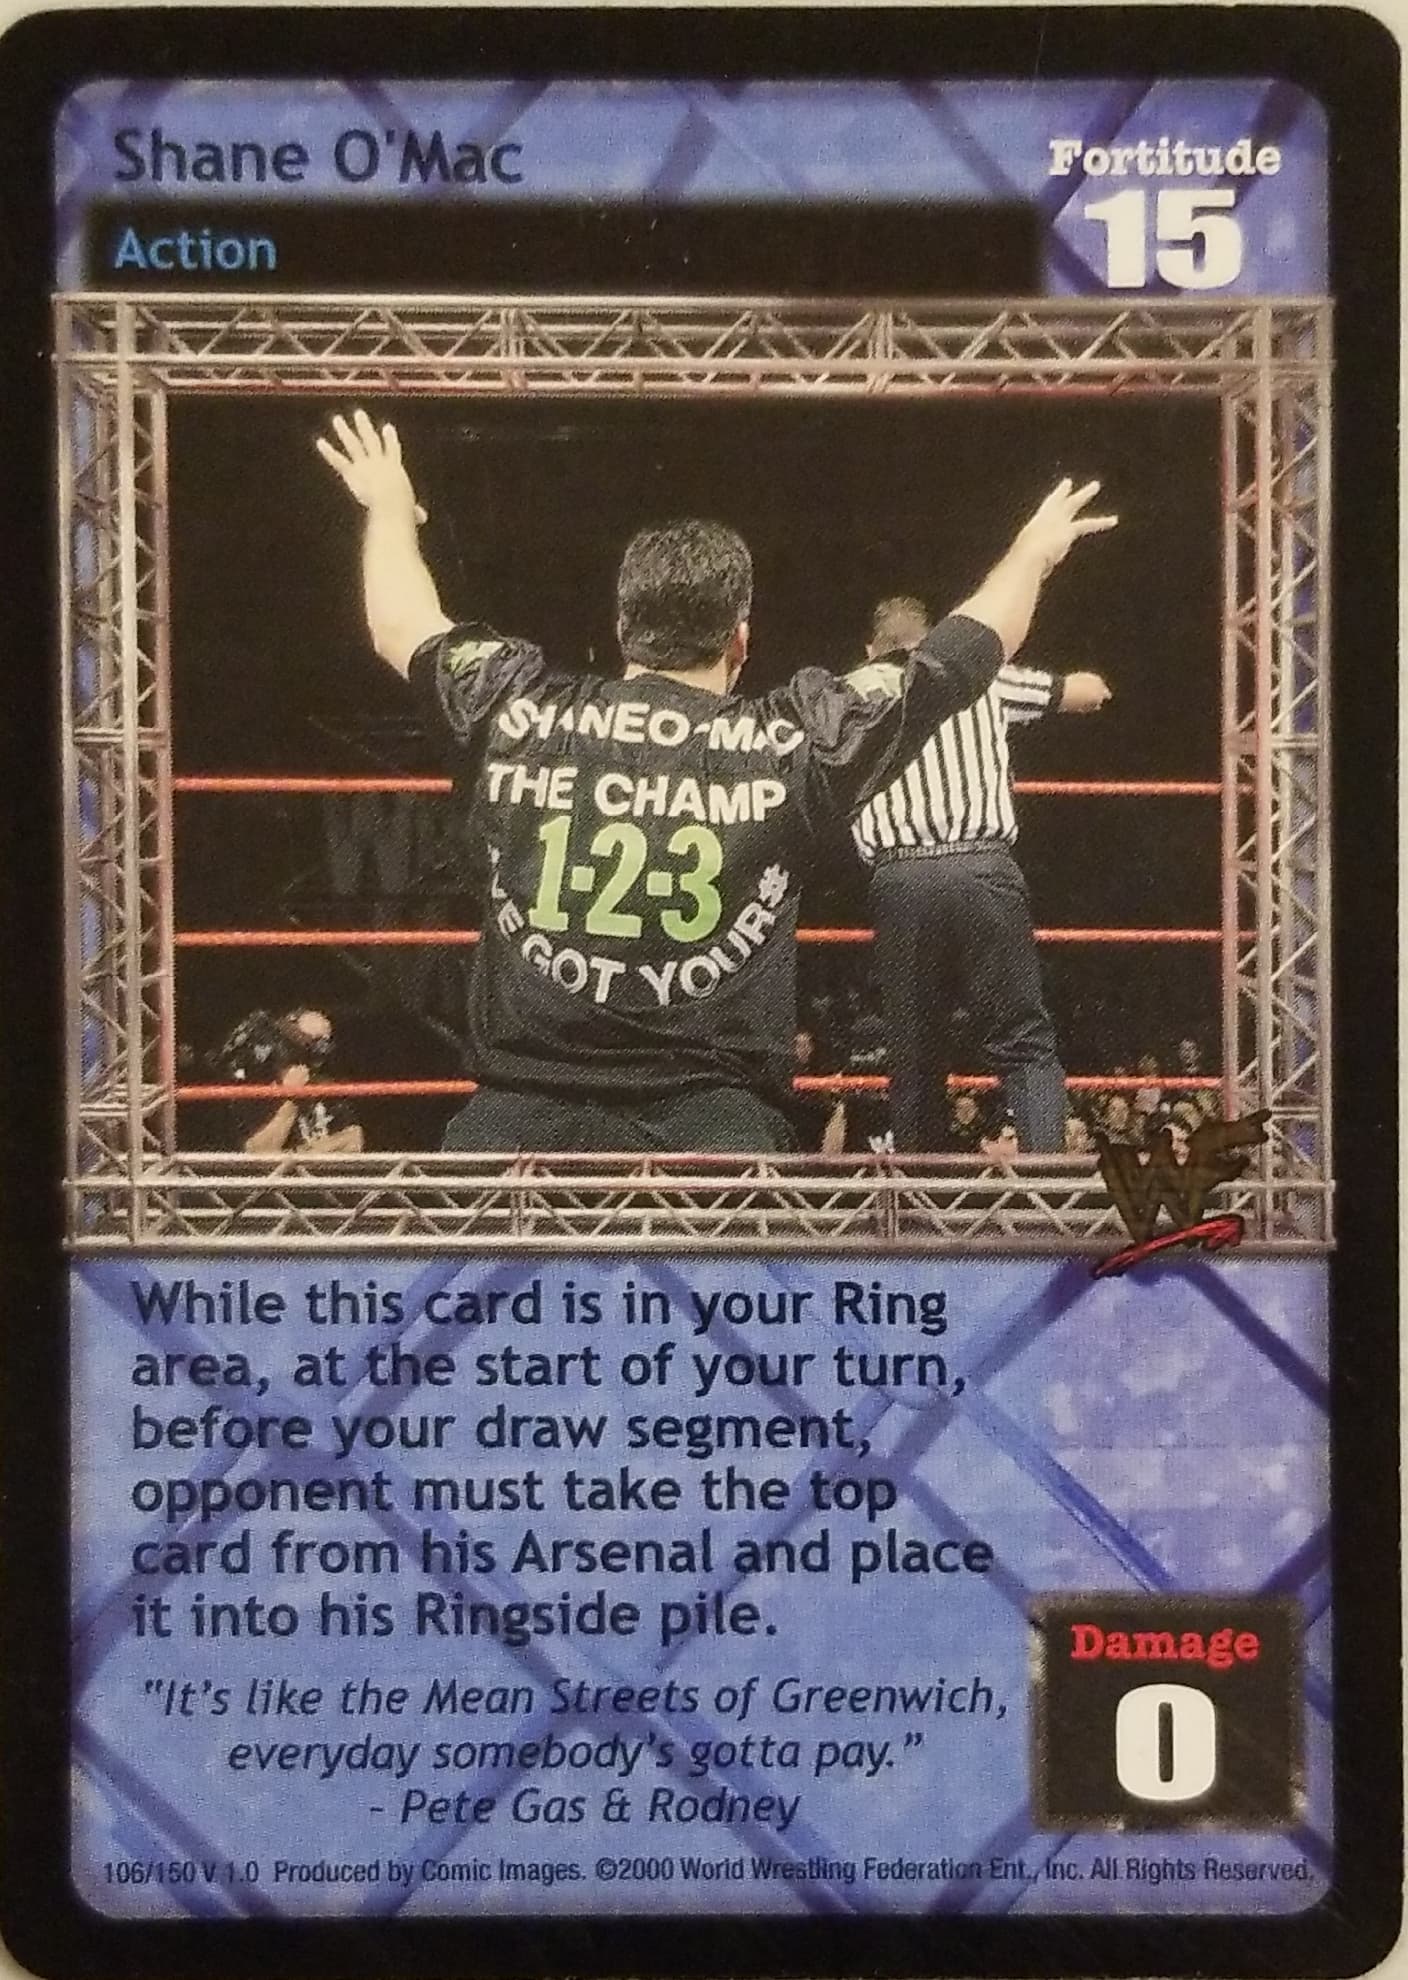 Shane O'Mac
Fortitude
15
Action
SHANEO-MAC
THE CHAMP
1-2-3
GOT YOUR#
While this card is in your Ring
area, at the start of your turn,
before your draw segment,
opponent must take the top
card from his Arsenal and place
it into his Ringside pile.
Damage
0
"It's like the Mean Streets of Greenwich,
everyday somebody's gotta pay."
- Pete Gas & Rodney
106/150 V 1.0 Produced by Comic Images. ©2000 World Wrestling Federation Ent., Inc. All Rights Reserved.